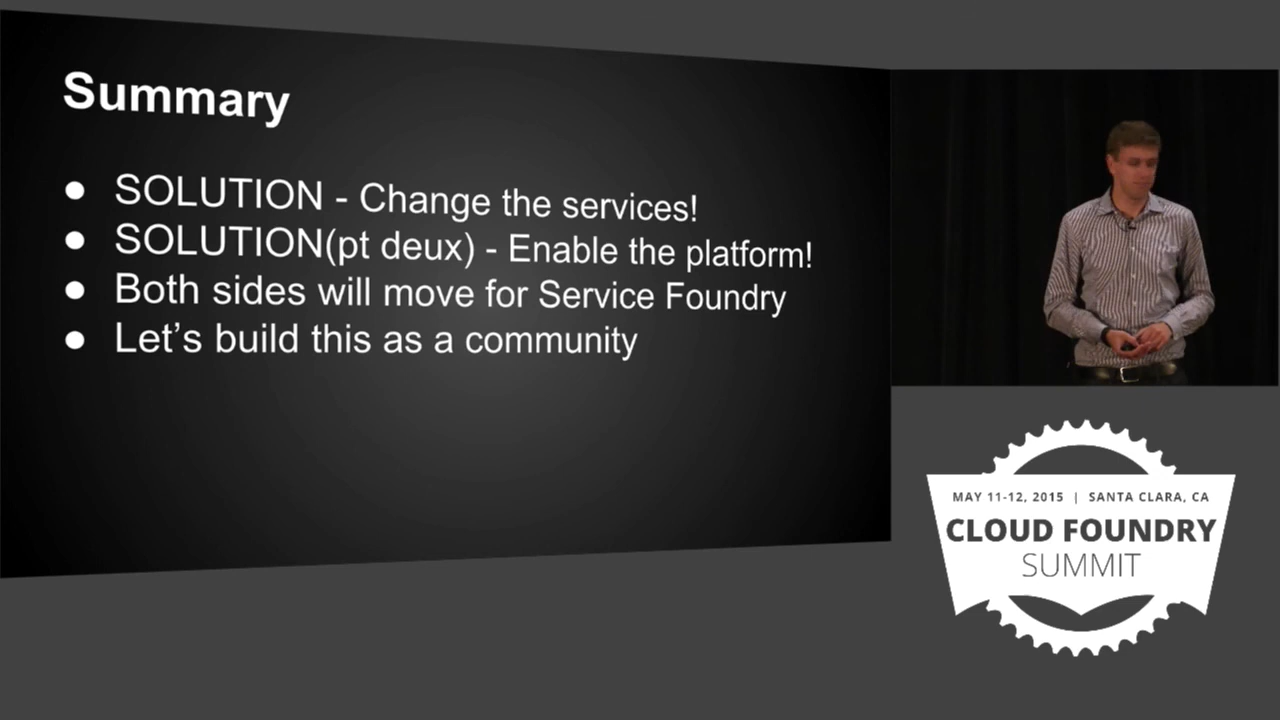 Summary
● SOLUTION - Change the services!
● SOLUTION(pt deux) - Enable the platform!
● Both sides will move for Service Foundry
● Let’s build this as a community
MAY 11-12, 2015 | SANTA CLARA, CA
CLOUD FOUNDRY
SUMMIT